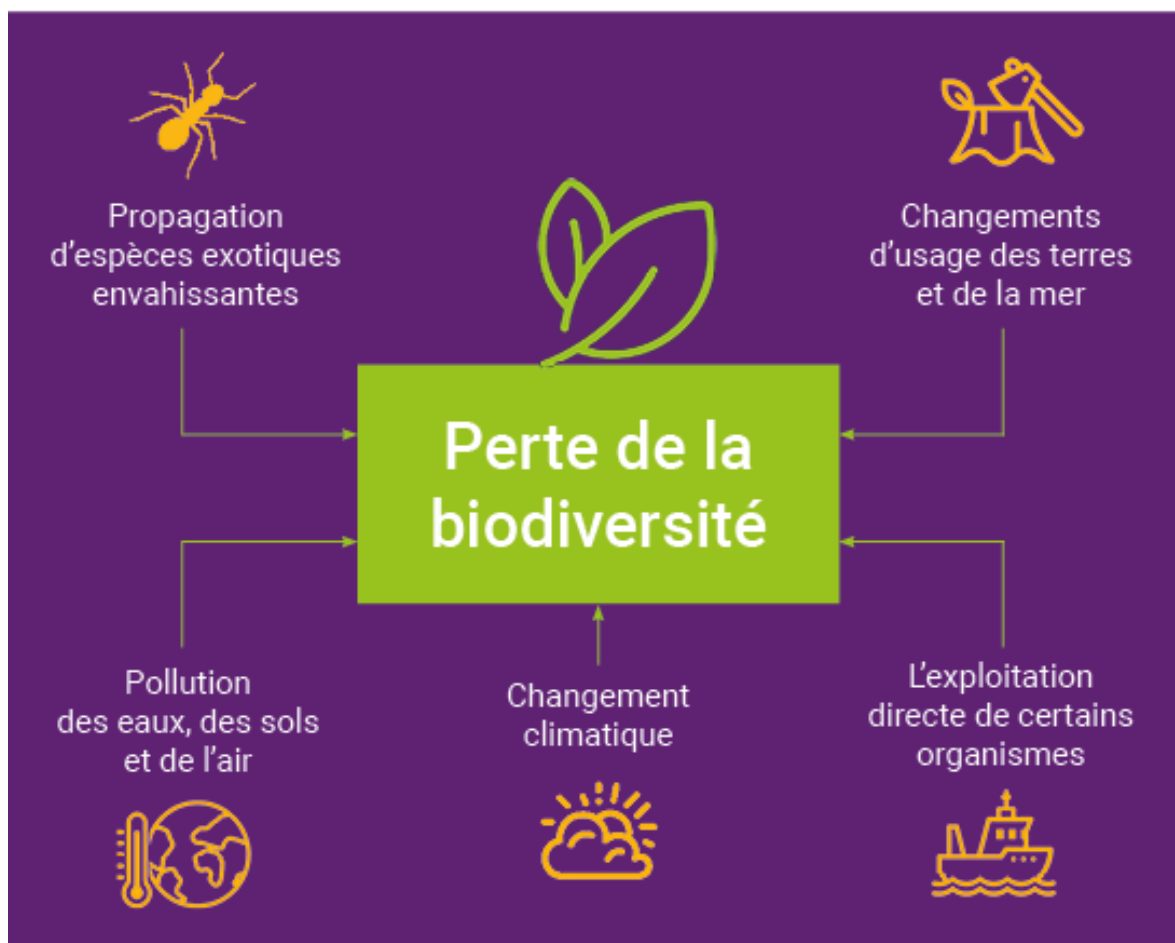 Propagation
d'espèces exotiques
envahissantes
Changements
d'usage des terres
et de la mer
Perte de la
biodiversité
Pollution
des eaux, des sols
et de l'air
Changement
climatique
L'exploitation
directe de certains
organismes